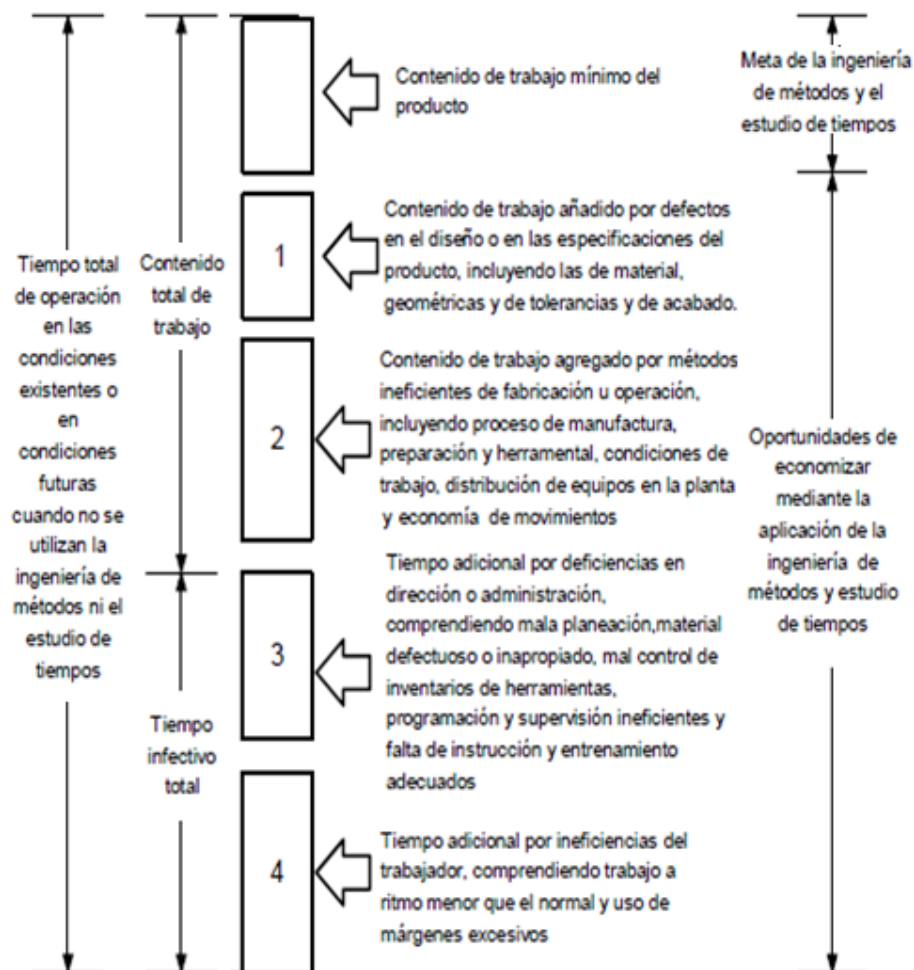 Tiempo total
de operación
en las
condiciones
existentes o
en
condiciones
futuras
cuando no se
utilizan la
ingeniería de
métodos ni el
estudio de
tiempos
Contenido
total de
trabajo
Tiempo
infectivo
total
Contenido de trabajo mínimo del
producto
1
Contenido de trabajo añadido por defectos
en el diseño o en las especificaciones del
producto, incluyendo las de material,
geométricas y de tolerancias y de acabado.
2
Contenido de trabajo agregado por métodos
ineficientes de fabricación u operación,
incluyendo proceso de manufactura,
preparación y herramental, condiciones de
trabajo, distribución de equipos en la planta
y economía de movimientos
3
Tiempo adicional por deficiencias en
dirección o administración,
comprendiendo mala planeación,material
defectuoso o inapropiado, mal control de
inventarios de herramientas,
programación y supervisión ineficientes y
falta de instrucción y entrenamiento
adecuados
4
Tiempo adicional por ineficiencias del
trabajador, comprendiendo trabajo a
ritmo menor que el normal y uso de
márgenes excesivos
Meta de la ingeniería
de métodos y el
estudio de tiempos
Oportunidades de
economizar
mediante la
aplicación de la
ingeniería de
métodos y estudio
de tiempos